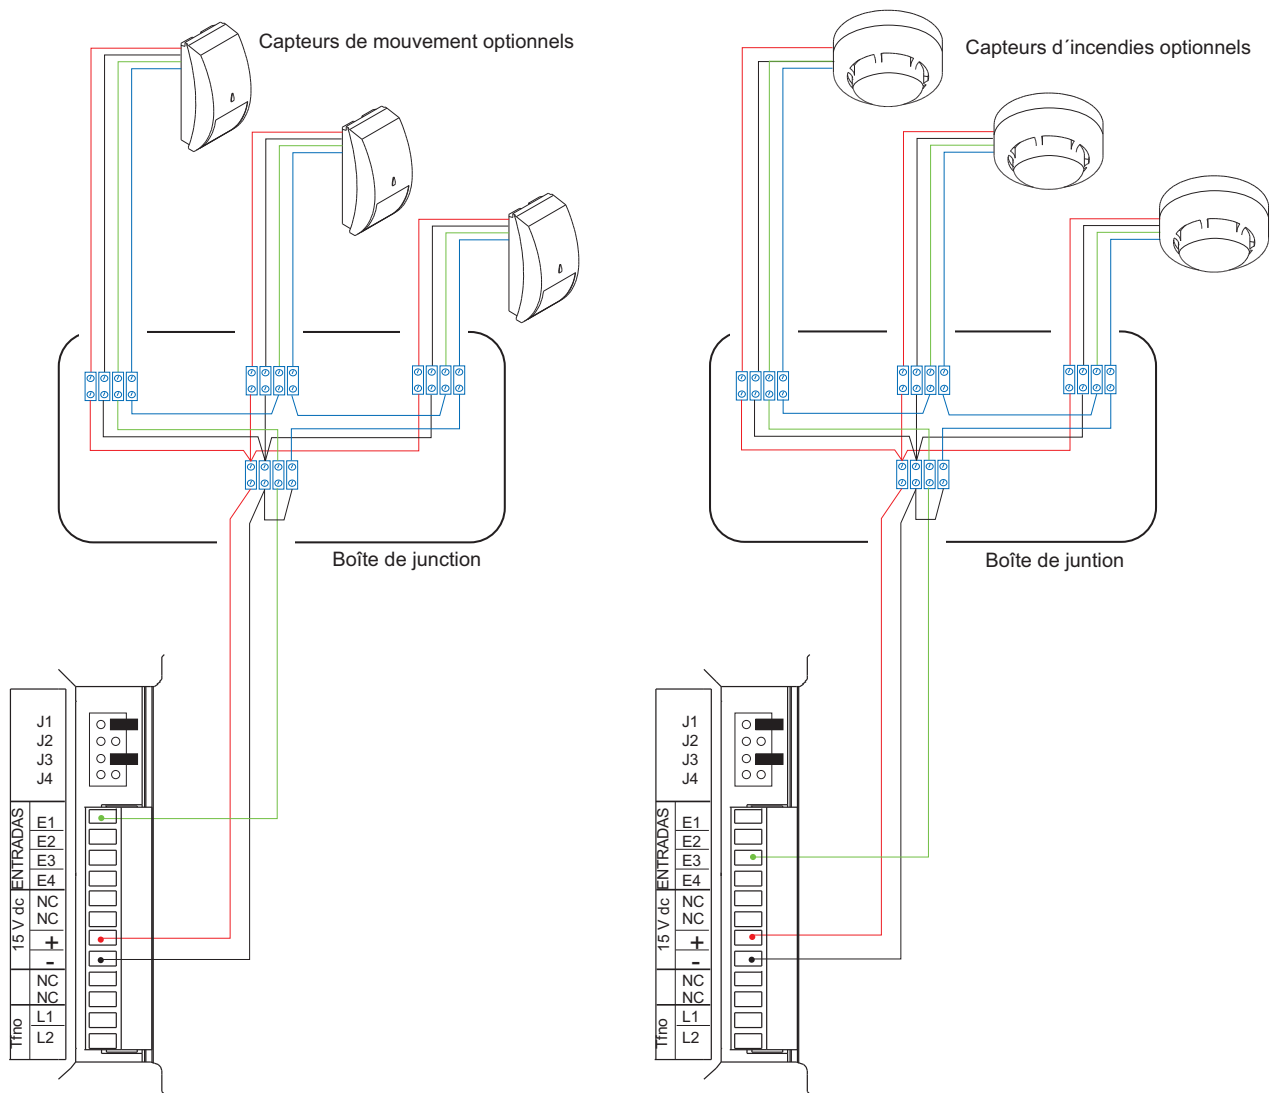 Capteurs de mouvement optionnels
Capteurs d´incendies optionnels
Boîte de junction
Boîte de juntion
J1
J2
J3
J4
ENTRADAS
E1
E2
E3
E4
15 V dc
NC
NC
+
-
NC
NC
Tfno
L1
L2
J1
J2
J3
J4
ENTRADAS
E1
E2
E3
E4
15 V dc
NC
NC
+
-
NC
NC
Tfno
L1
L2